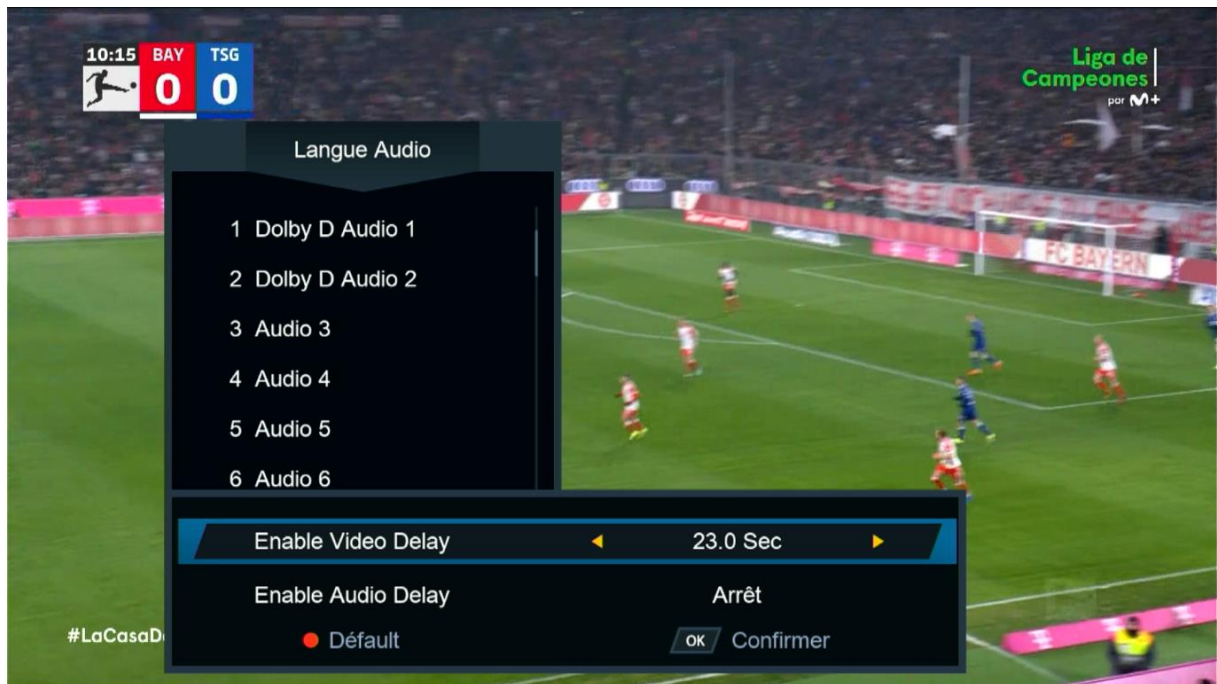 10:15 BAY TSG
0 0
Liga de
Campeones
por M+
Langue Audio
1 Dolby D Audio 1
2 Dolby D Audio 2
3 Audio 3
4 Audio 4
5 Audio 5
6 Audio 6
FC BAYERN
Enable Video Delay 23.0 Sec
Enable Audio Delay Arrêt
#LaCasaD
Défault OK Confirmer